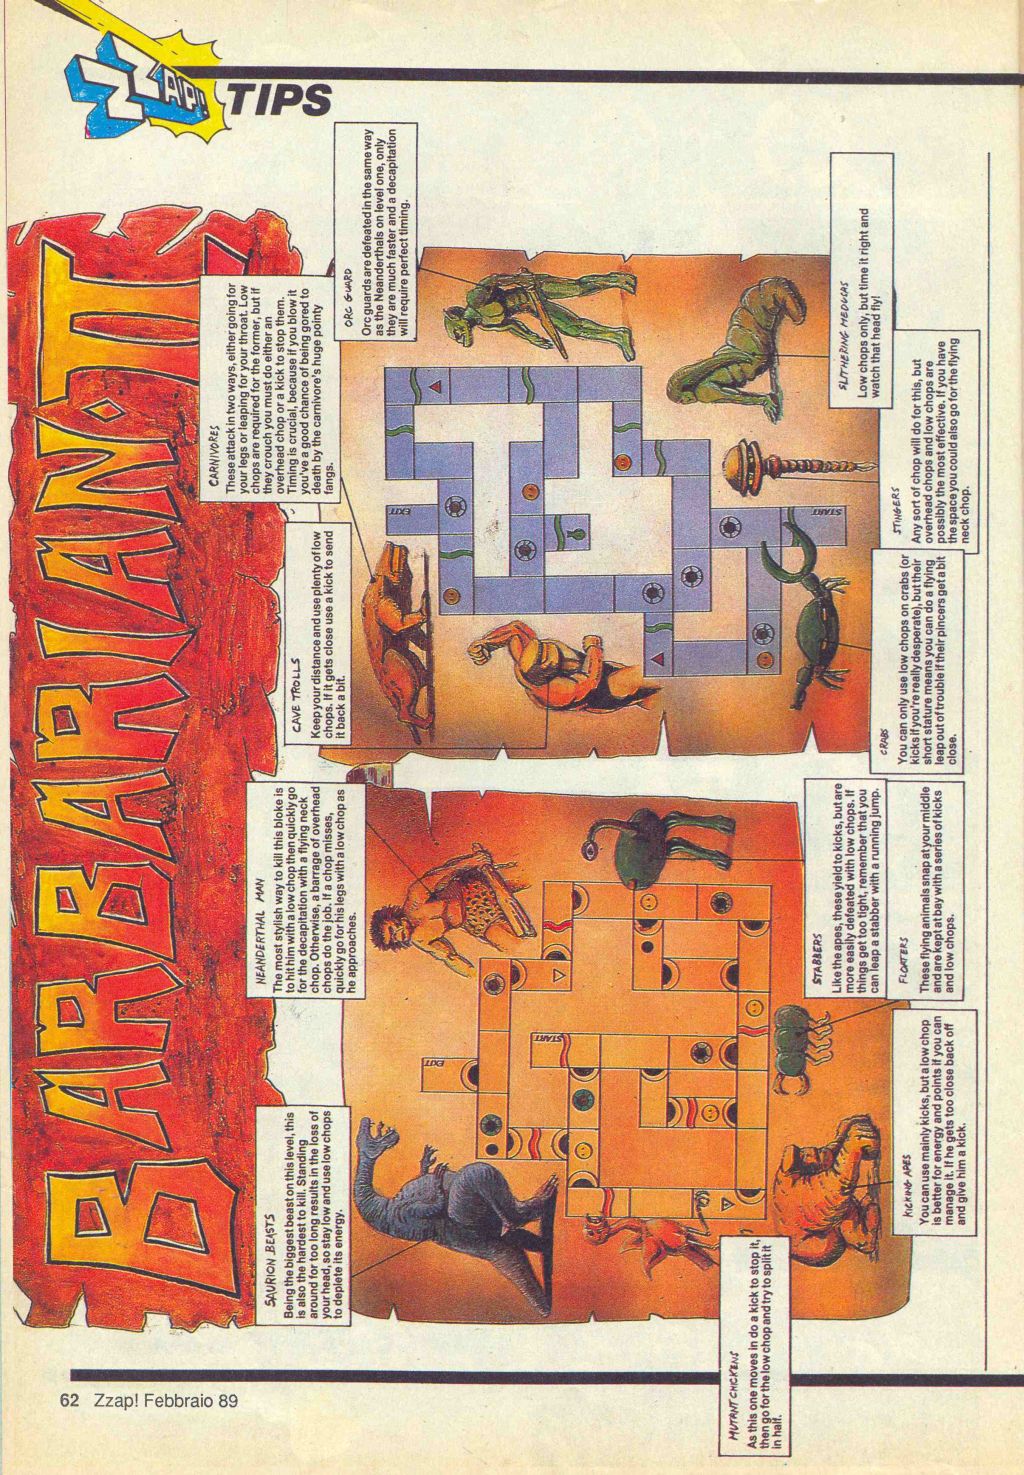 ZZAP!
TIPS
BARBARIAN II
SAURION BEASTS
Being the biggest beast on this level, this
is also the hardest to kill. Standing
around for too long results in the loss of
your head, so stay low and use low chops
to deplete its energy.
NEANDERTHAL MAN
The most stylish way to kill this bloke is
to hit him with a low chop then quickly go
for the decapitation with a flying neck
chop. Otherwise, a barrage of overhead
chops do the job. If a chop misses,
quickly go for his legs with a low chop as
he approaches.
CAVE TROLLS
Keep your distance and use plenty of low
chops. If it gets close use a kick to send
it back a bit.
CARNIVORES
These attack in two ways, either going for
your legs or leaping for your throat. Low
chops are required for the former, but if
they crouch you must do either an
overhead chop or a kick to stop them.
Timing is crucial, because if you blow it
you've a good chance of being gored to
death by the carnivore's huge pointy
fangs.
ORC GUARD
Orc guards are defeated in the same way
as the Neanderthals on level one, only
they are much faster and a decapitation
will require perfect timing.
EXIT
START
EXIT
START
MUTANT CHICKENS
As this one moves in do a kick to stop it,
then go for the low chop and try to split it
in half.
KICKING APES
You can use mainly kicks, but a low chop
is better for energy and points if you can
manage it. If he gets too close back off
and give him a kick.
STABBERS
Like the apes, these yield to kicks, but are
more easily defeated with low chops. If
things get too tight, remember that you
can leap a stabber with a running jump.
FLOATERS
These flying animals snap at your middle
and are kept at bay with a series of kicks
and low chops.
CRABS
You can only use low chops on crabs (or
kicks if you're really desperate), but their
short stature means you can do a flying
leap out of trouble if their pincers get a bit
close.
STINGERS
Any sort of chop will do for this, but
overhead chops and low chops are
possibly the most effective. If you have
the space you could also go for the flying
neck chop.
SLITHERING MEDUCAS
Low chops only, but time it right and
watch that head fly!
62 Zzap! Febbraio 89